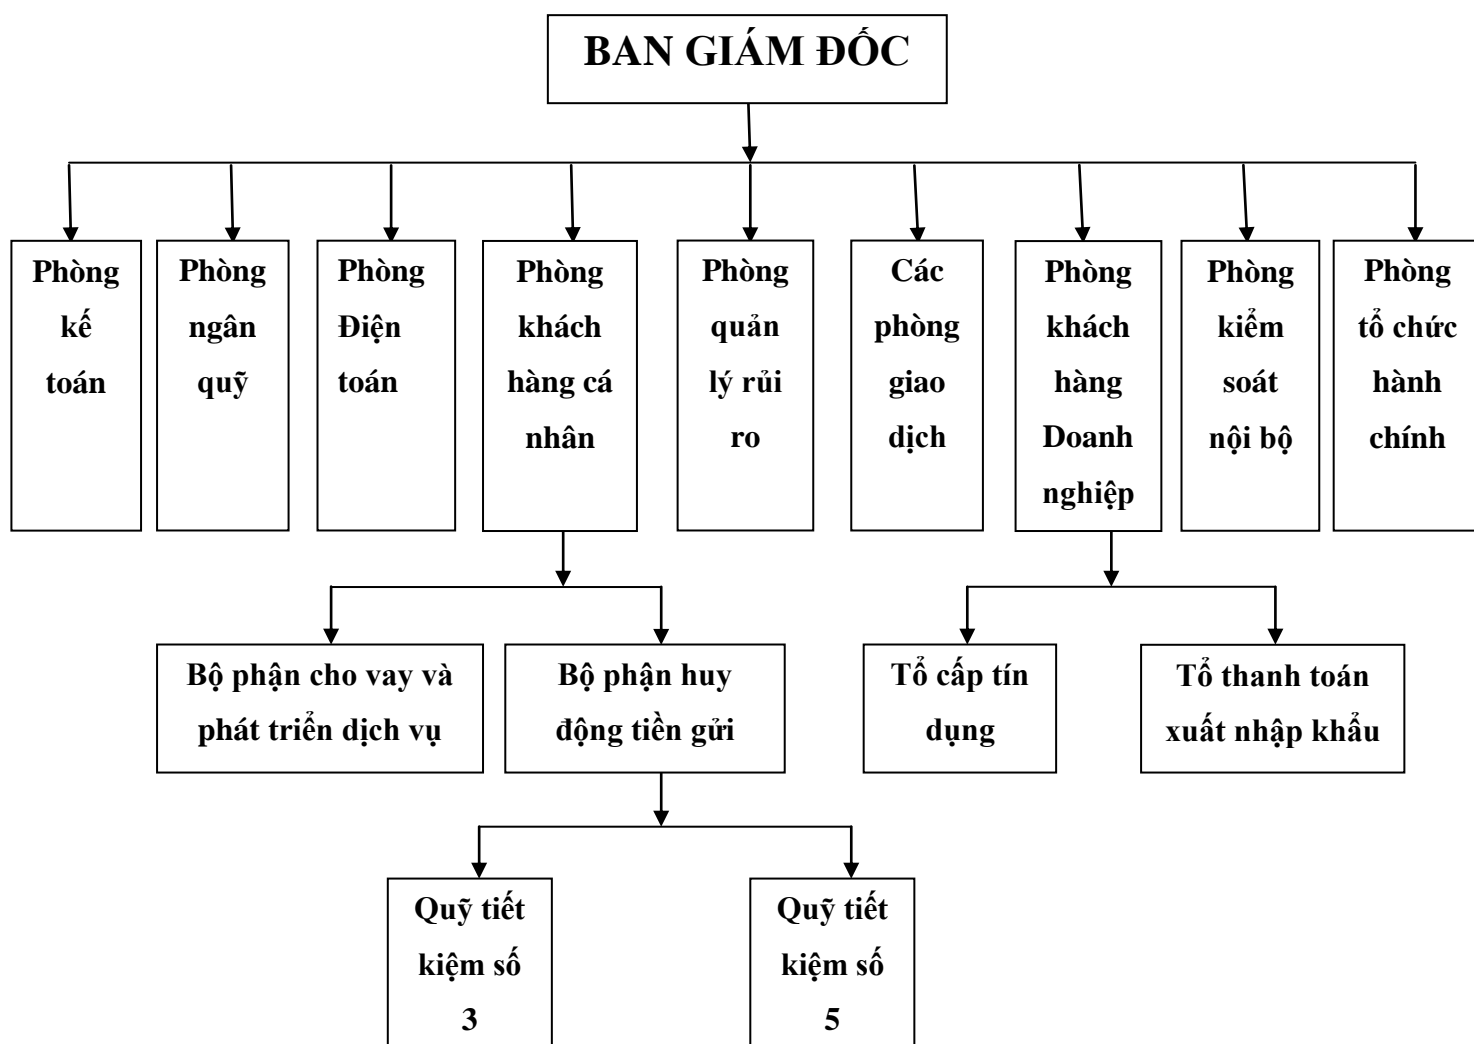 BAN GIÁM ĐỐC
Phòng
kế
toán
Phòng
ngân
quỹ
Phòng
Điện
toán
Phòng
khách
hàng cá
nhân
Phòng
quản
lý rủi
ro
Các
phòng
giao
dịch
Phòng
khách
hàng
Doanh
nghiệp
Phòng
kiểm
soát
nội bộ
Phòng
tổ chức
hành
chính
Bộ phận cho vay và
phát triển dịch vụ
Bộ phận huy
động tiền gửi
Tổ cấp tín
dụng
Tổ thanh toán
xuất nhập khẩu
Quỹ tiết
kiệm số
3
Quỹ tiết
kiệm số
5